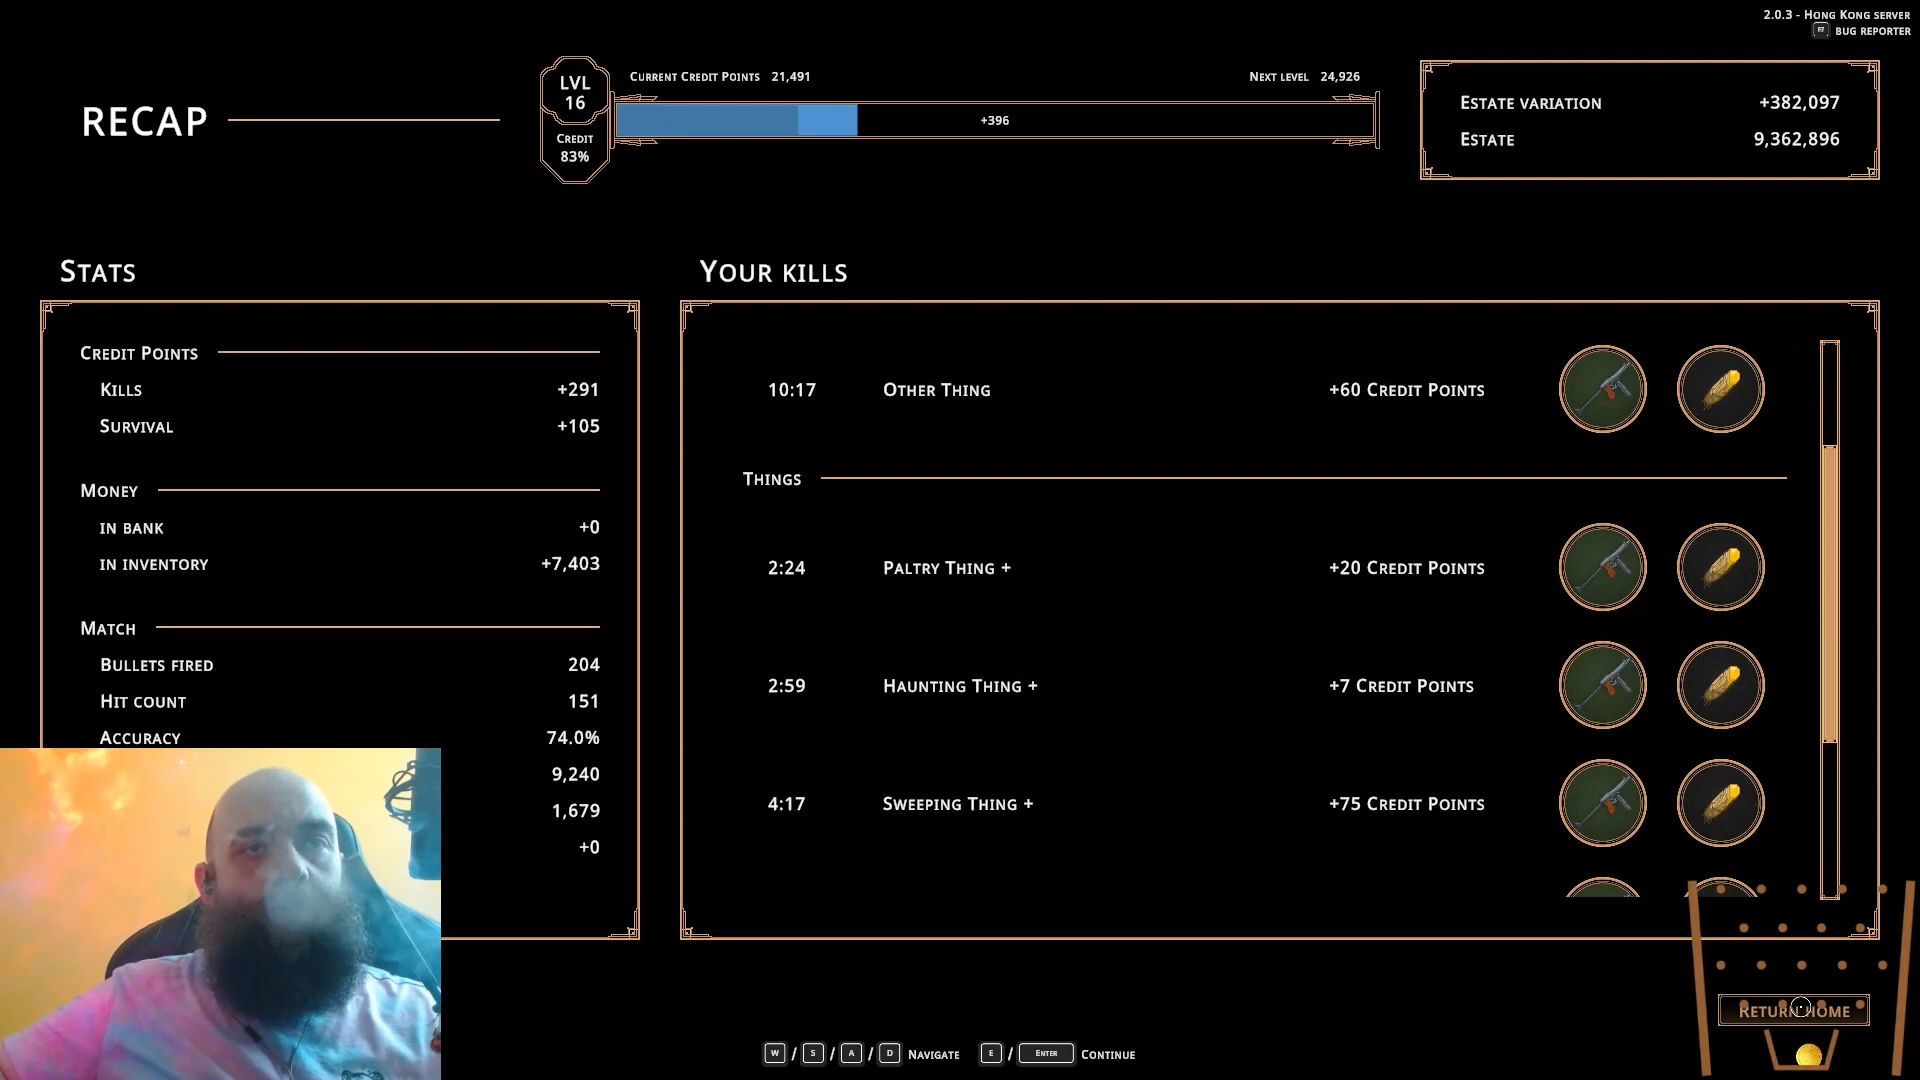 2.0.3 - Hong Kong server
F7 bug reporter
RECAP
LVL
16
Credit
83%
Current Credit Points 21,491
Next level 24,926
+396
Estate variation +382,097
Estate 9,362,896
Stats
Credit Points
Kills +291
Survival +105
Money
in bank +0
in inventory +7,403
Match
Bullets fired 204
Hit count 151
Accuracy 74.0%
9,240
1,679
+0
Your kills
10:17 Other Thing +60 Credit Points
Things
2:24 Paltry Thing + +20 Credit Points
2:59 Haunting Thing + +7 Credit Points
4:17 Sweeping Thing + +75 Credit Points
Return home
W / S / A / D Navigate E / Enter Continue